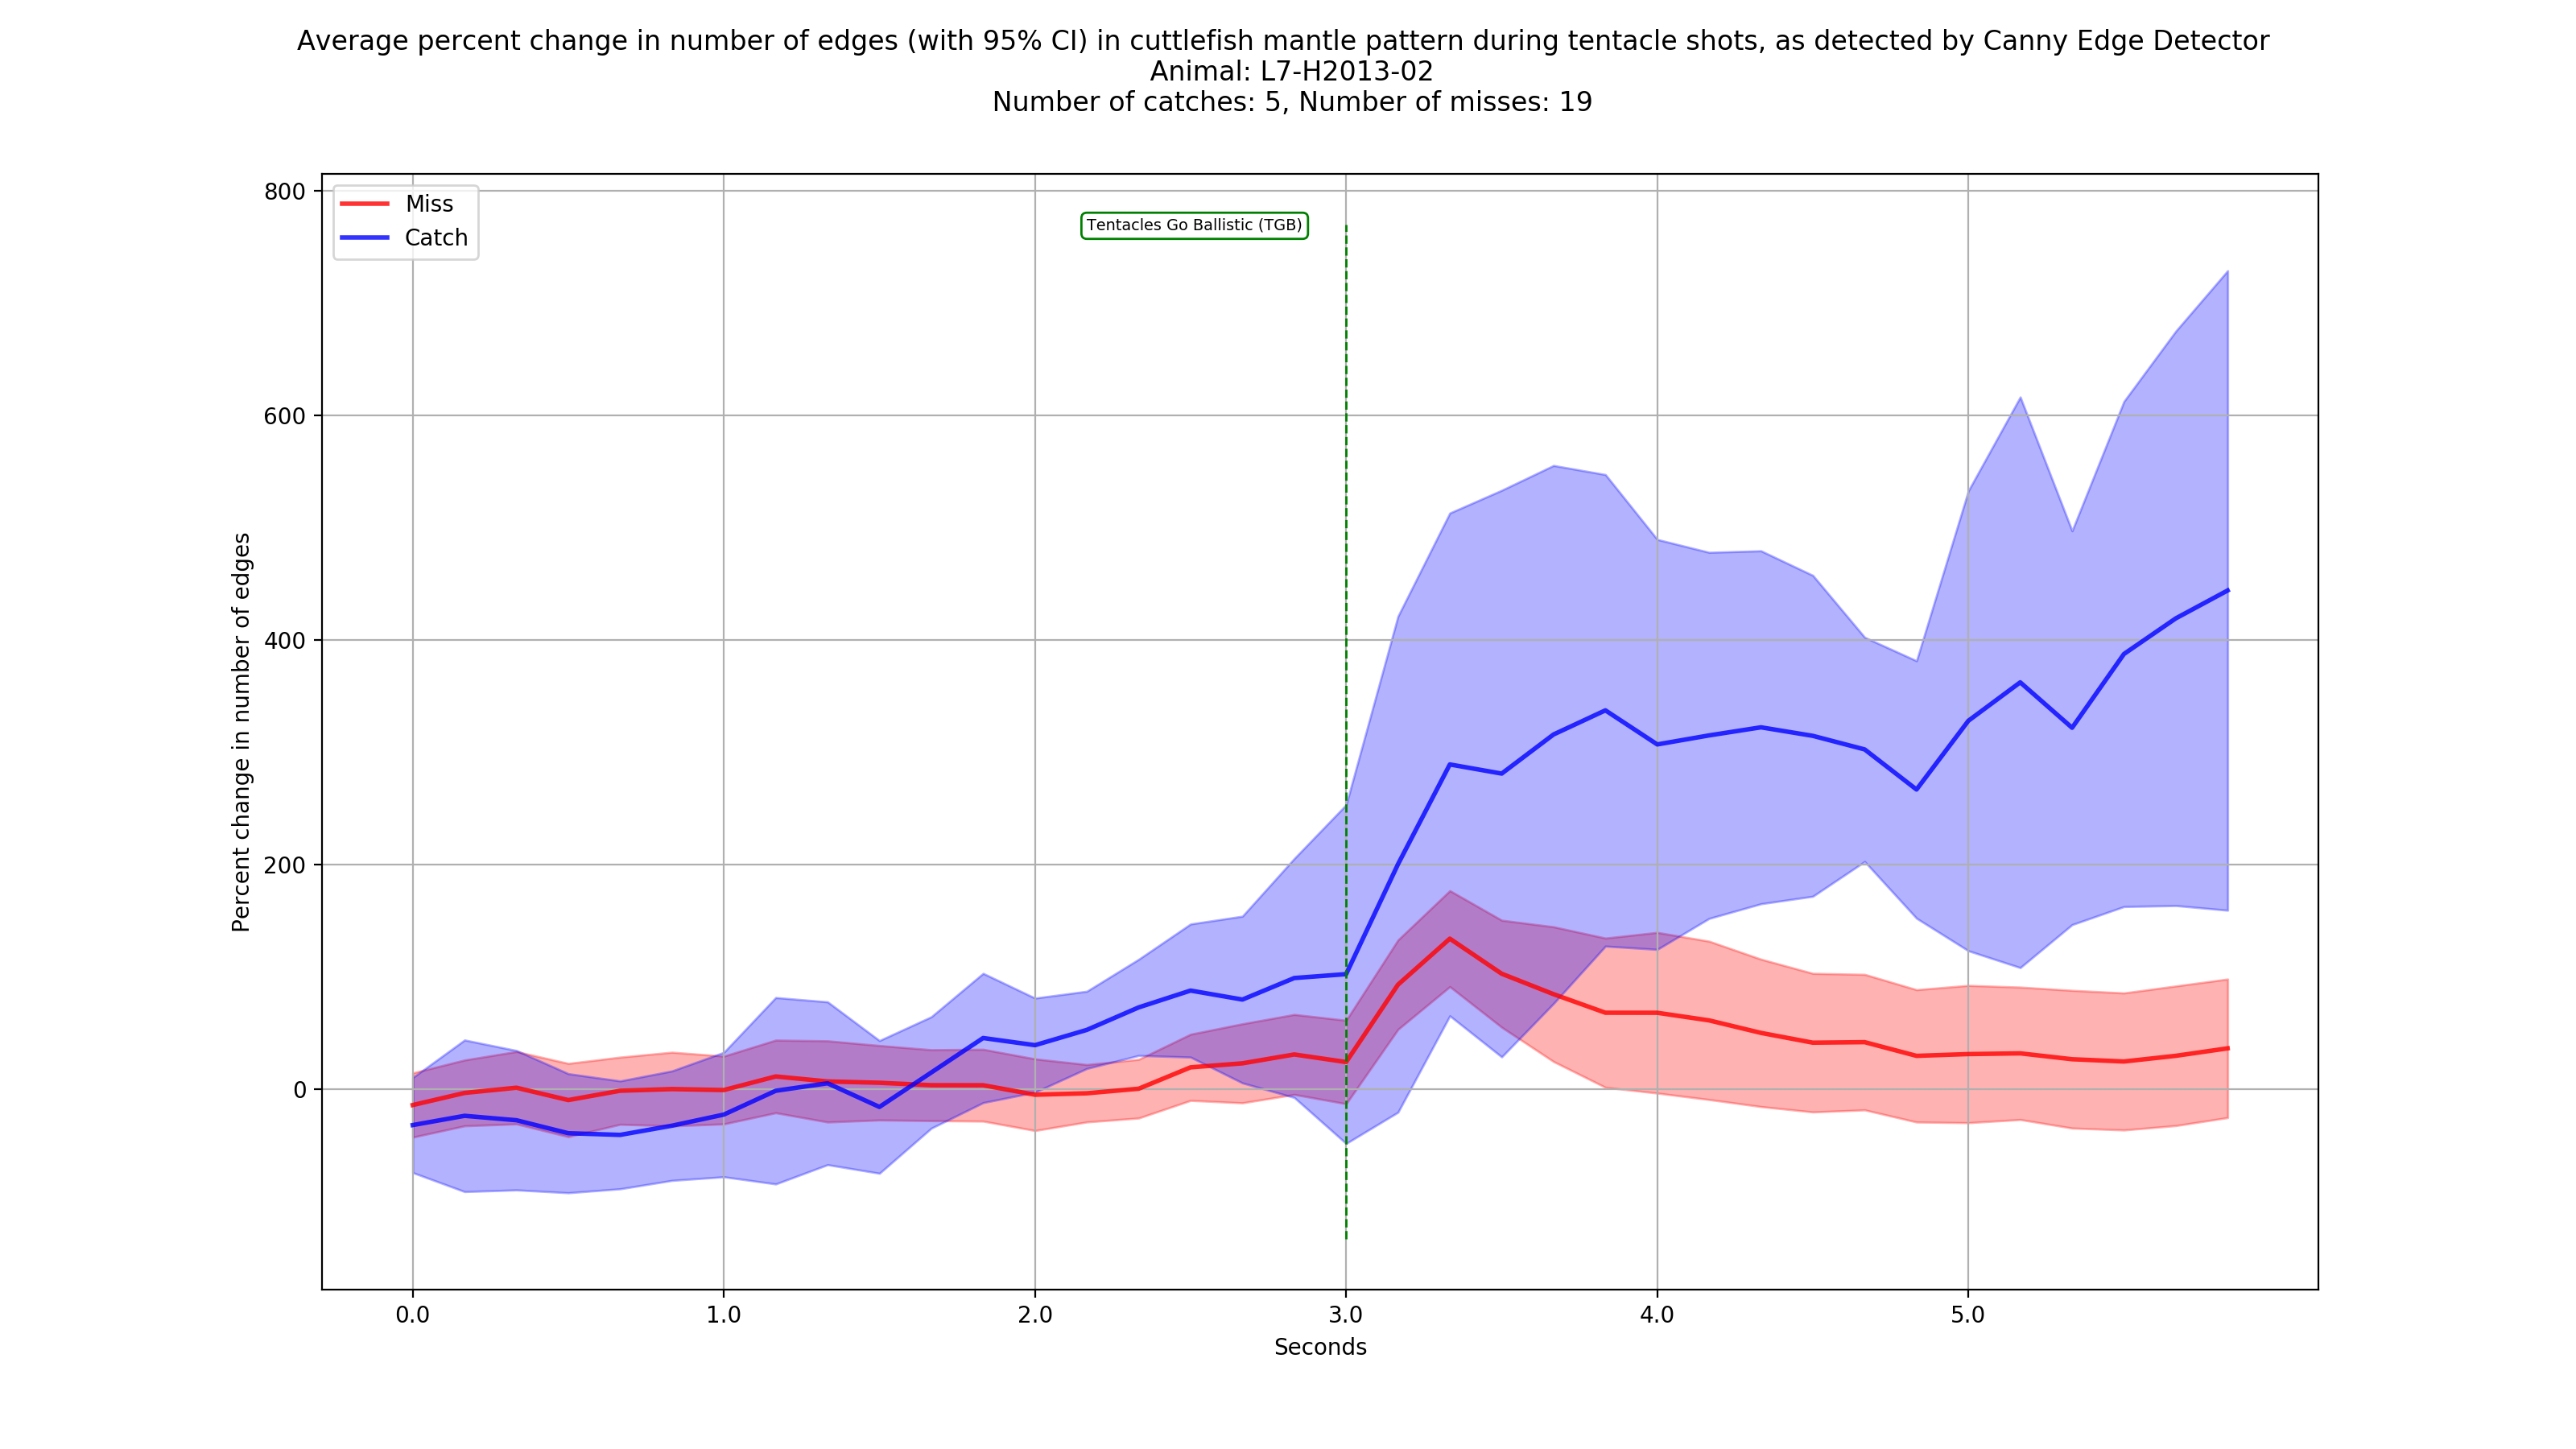 Average percent change in number of edges (with 95% CI) in cuttlefish mantle pattern during tentacle shots, as detected by Canny Edge Detector
Animal: L7-H2013-02
Number of catches: 5, Number of misses: 19
Miss
Catch
Tentacles Go Ballistic (TGB)
Percent change in number of edges
800
600
400
200
0
0.0 1.0 2.0 3.0 4.0 5.0
Seconds